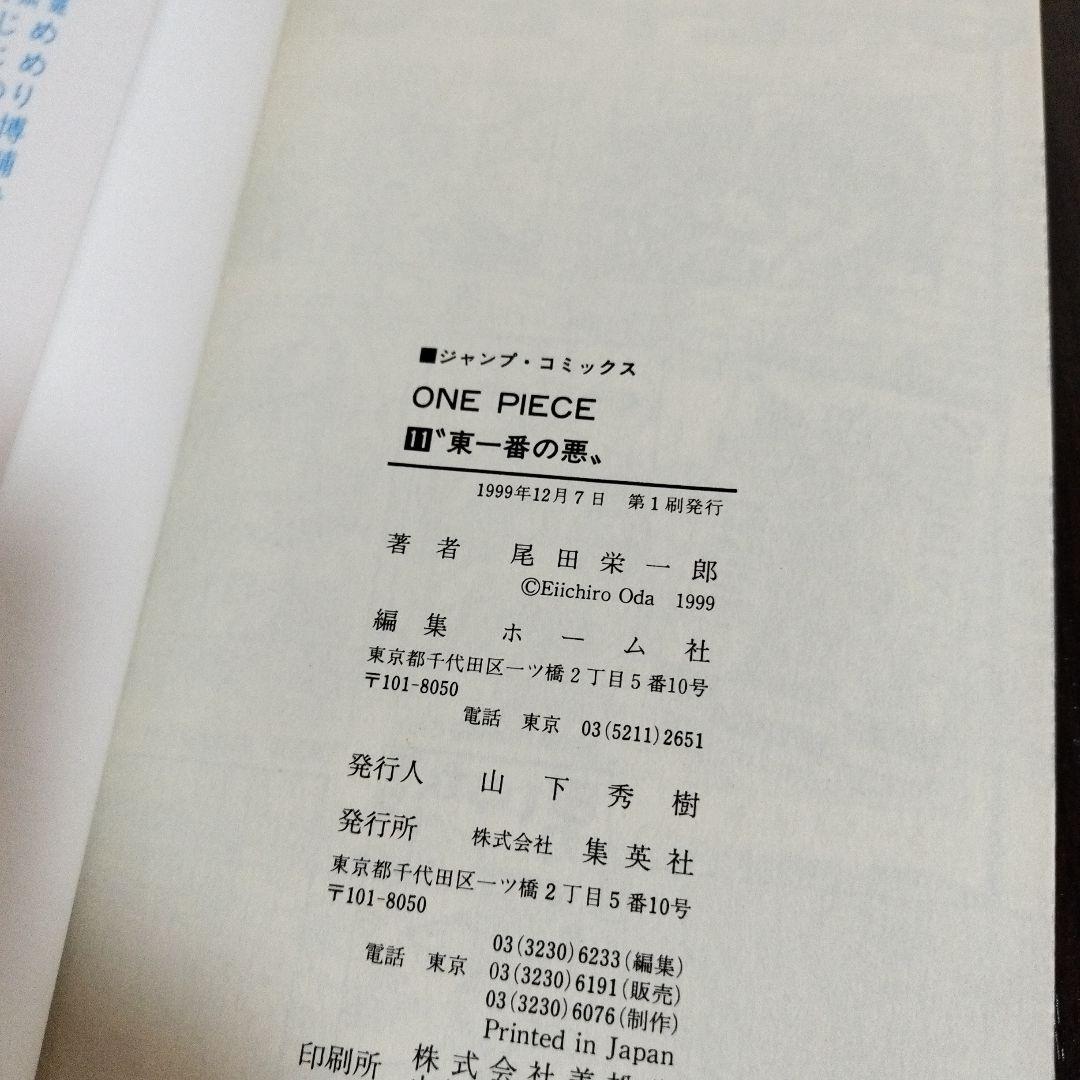 ■ジャンプ・コミックス
ONE PIECE
11〝東一番の悪〟
1999年12月7日 第1刷発行
著者 尾田栄一郎
©Eiichiro Oda 1999
編集 ホーム社
東京都千代田区一ツ橋2丁目5番10号
〒101-8050
電話 東京 03(5211)2651
発行人 山下秀樹
発行所 株式会社 集英社
東京都千代田区一ツ橋2丁目5番10号
〒101-8050
03(3230)6233(編集)
電話 東京 03(3230)6191(販売)
03(3230)6076(制作)
Printed in Japan
印刷所 株式会社美